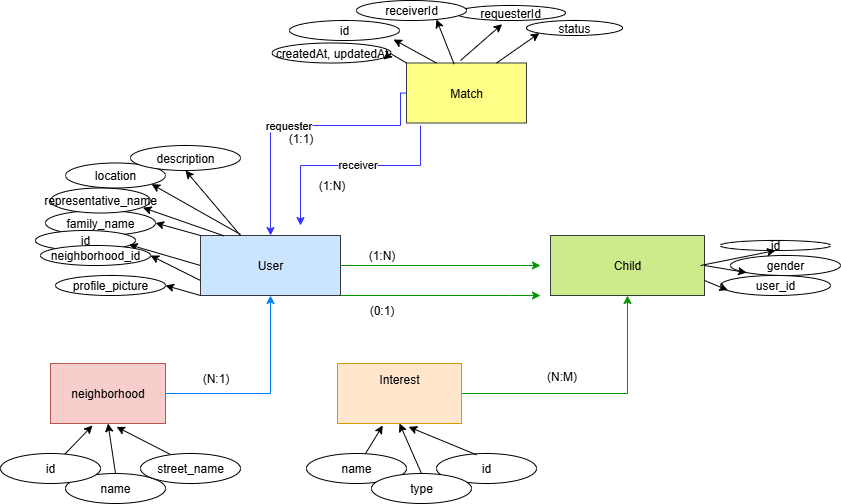 receiverId
requesterId
id
status
createdAt, updatedAt
Match
requester
(1:1)
receiver
(1:N)
description
location
representative_name
family_name
id
neighborhood_id
profile_picture
User
(1:N)
(0:1)
Child
id
gender
user_id
neighborhood
(N:1)
Interest
(N:M)
id
name
street_name
name
type
id